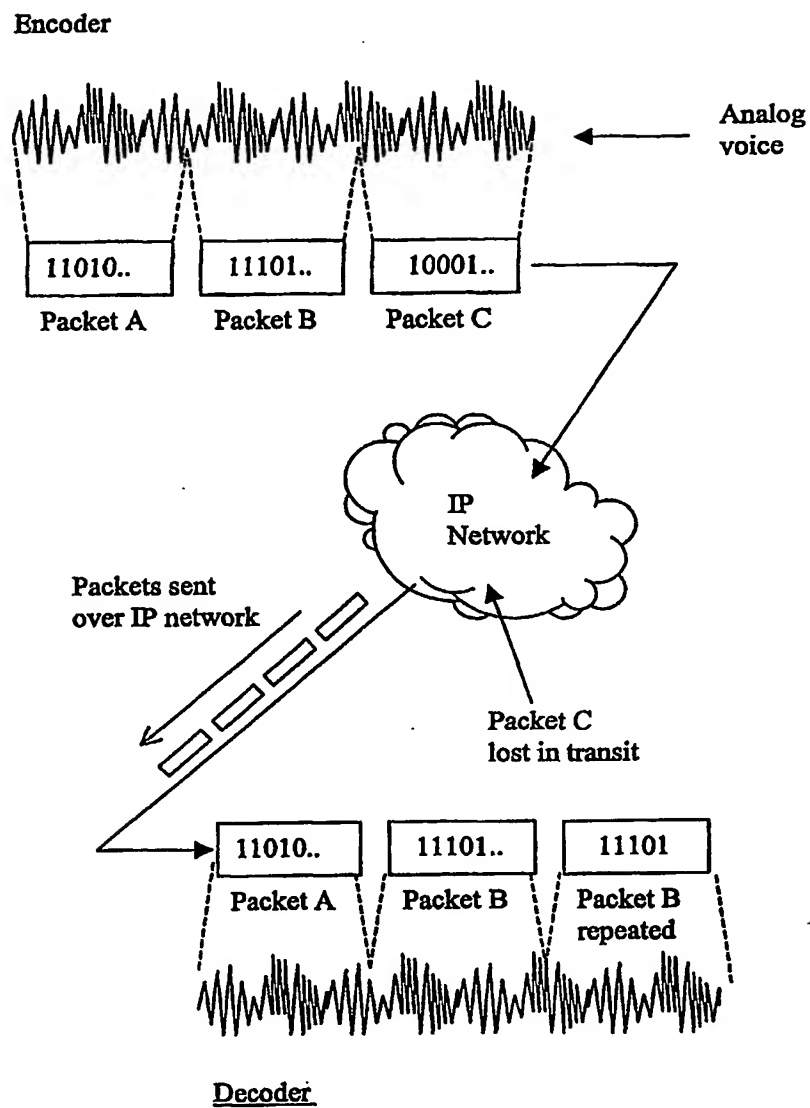 Encoder
Analog
voice
11010..
11101..
10001..
Packet A
Packet B
Packet C
IP
Network
Packets sent
over IP network
Packet C
lost in transit
11010..
11101..
11101
Packet A
Packet B
Packet B
repeated
Decoder